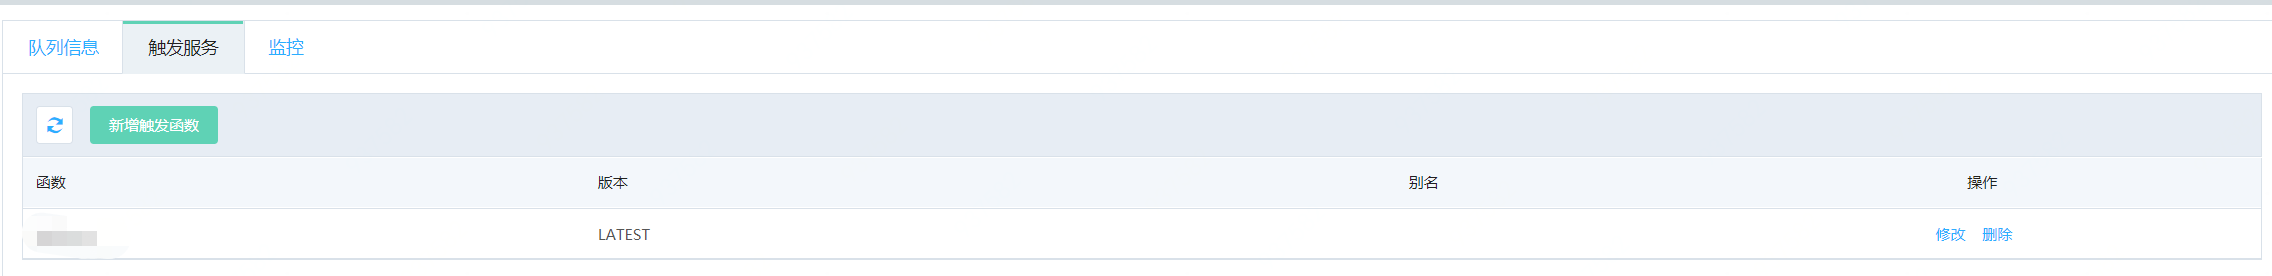 队列信息 触发服务 监控
新增触发函数
函数 版本 别名 操作
LATEST 修改 删除